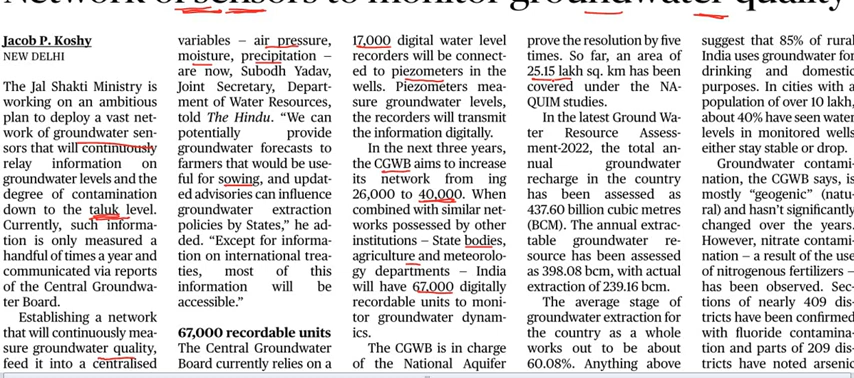 Network of sensors to monitor groundwater quality
Jacob P. Koshy
NEW DELHI
The Jal Shakti Ministry is
working on an ambitious
plan to deploy a vast net-
work of groundwater sen-
sors that will continuously
relay information on
groundwater levels and the
degree of contamination
down to the taluk level.
Currently, such informa-
tion is only measured a
handful of times a year and
communicated via reports
of the Central Groundwa-
ter Board.
Establishing a network
that will continuously mea-
sure groundwater quality,
feed it into a centralised
variables – air pressure,
moisture, precipitation –
are now, Subodh Yadav,
Joint Secretary, Depart-
ment of Water Resources,
told The Hindu. “We can
potentially provide
groundwater forecasts to
farmers that would be use-
ful for sowing, and updat-
ed advisories can influence
groundwater extraction
policies by States,” he ad-
ded. “Except for informa-
tion on international trea-
ties, most of this
information will be
accessible.”
67,000 recordable units
The Central Groundwater
Board currently relies on a
17,000 digital water level
recorders will be connect-
ed to piezometers in the
wells. Piezometers mea-
sure groundwater levels,
the recorders will transmit
the information digitally.
In the next three years,
the CGWB aims to increase
its network from ing
26,000 to 40,000. When
combined with similar net-
works possessed by other
institutions – State bodies,
agriculture and meteorolo-
gy departments – India
will have 67,000 digitally
recordable units to moni-
tor groundwater dynam-
ics.
The CGWB is in charge
of the National Aquifer
prove the resolution by five
times. So far, an area of
25.15 lakh sq. km has been
covered under the NA-
QUIM studies.
In the latest Ground Wa-
ter Resource Assess-
ment-2022, the total an-
nual groundwater
recharge in the country
has been assessed as
437.60 billion cubic metres
(BCM). The annual extrac-
table groundwater re-
source has been assessed
as 398.08 bcm, with actual
extraction of 239.16 bcm.
The average stage of
groundwater extraction for
the country as a whole
works out to be about
60.08%. Anything above
suggest that 85% of rural
India uses groundwater for
drinking and domestic
purposes. In cities with a
population of over 10 lakh,
about 40% have seen water
levels in monitored wells
either stay stable or drop.
Groundwater contami-
nation, the CGWB says, is
mostly “geogenic” (natu-
ral) and hasn’t significantly
changed over the years.
However, nitrate contami-
nation – a result of the use
of nitrogenous fertilizers –
has been observed. Sec-
tions of nearly 409 dis-
tricts have been confirmed
with fluoride contamina-
tion and parts of 209 dis-
tricts have noted arsenic